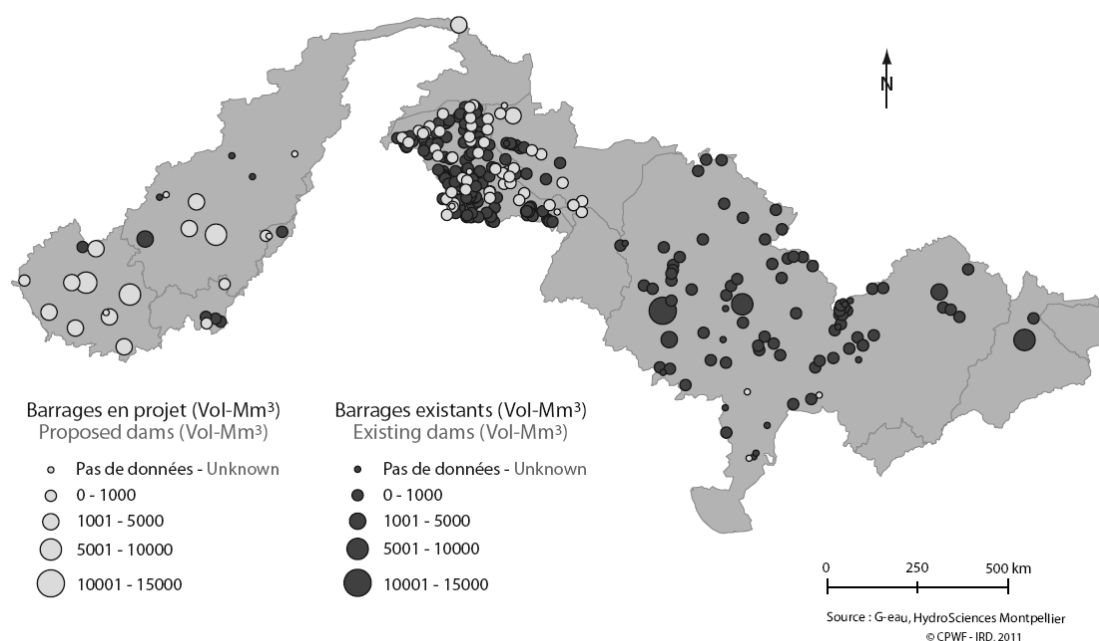 N
Barrages en projet (Vol-Mm³)
Proposed dams (Vol-Mm³)
Pas de données - Unknown
0 - 1000
1001 - 5000
5001 - 10000
10001 - 15000
Barrages existants (Vol-Mm³)
Existing dams (Vol-Mm³)
Pas de données - Unknown
0 - 1000
1001 - 5000
5001 - 10000
10001 - 15000
0 250 500 km
Source : G-eau, HydroSciences Montpellier
© CPWF - IRD, 2011